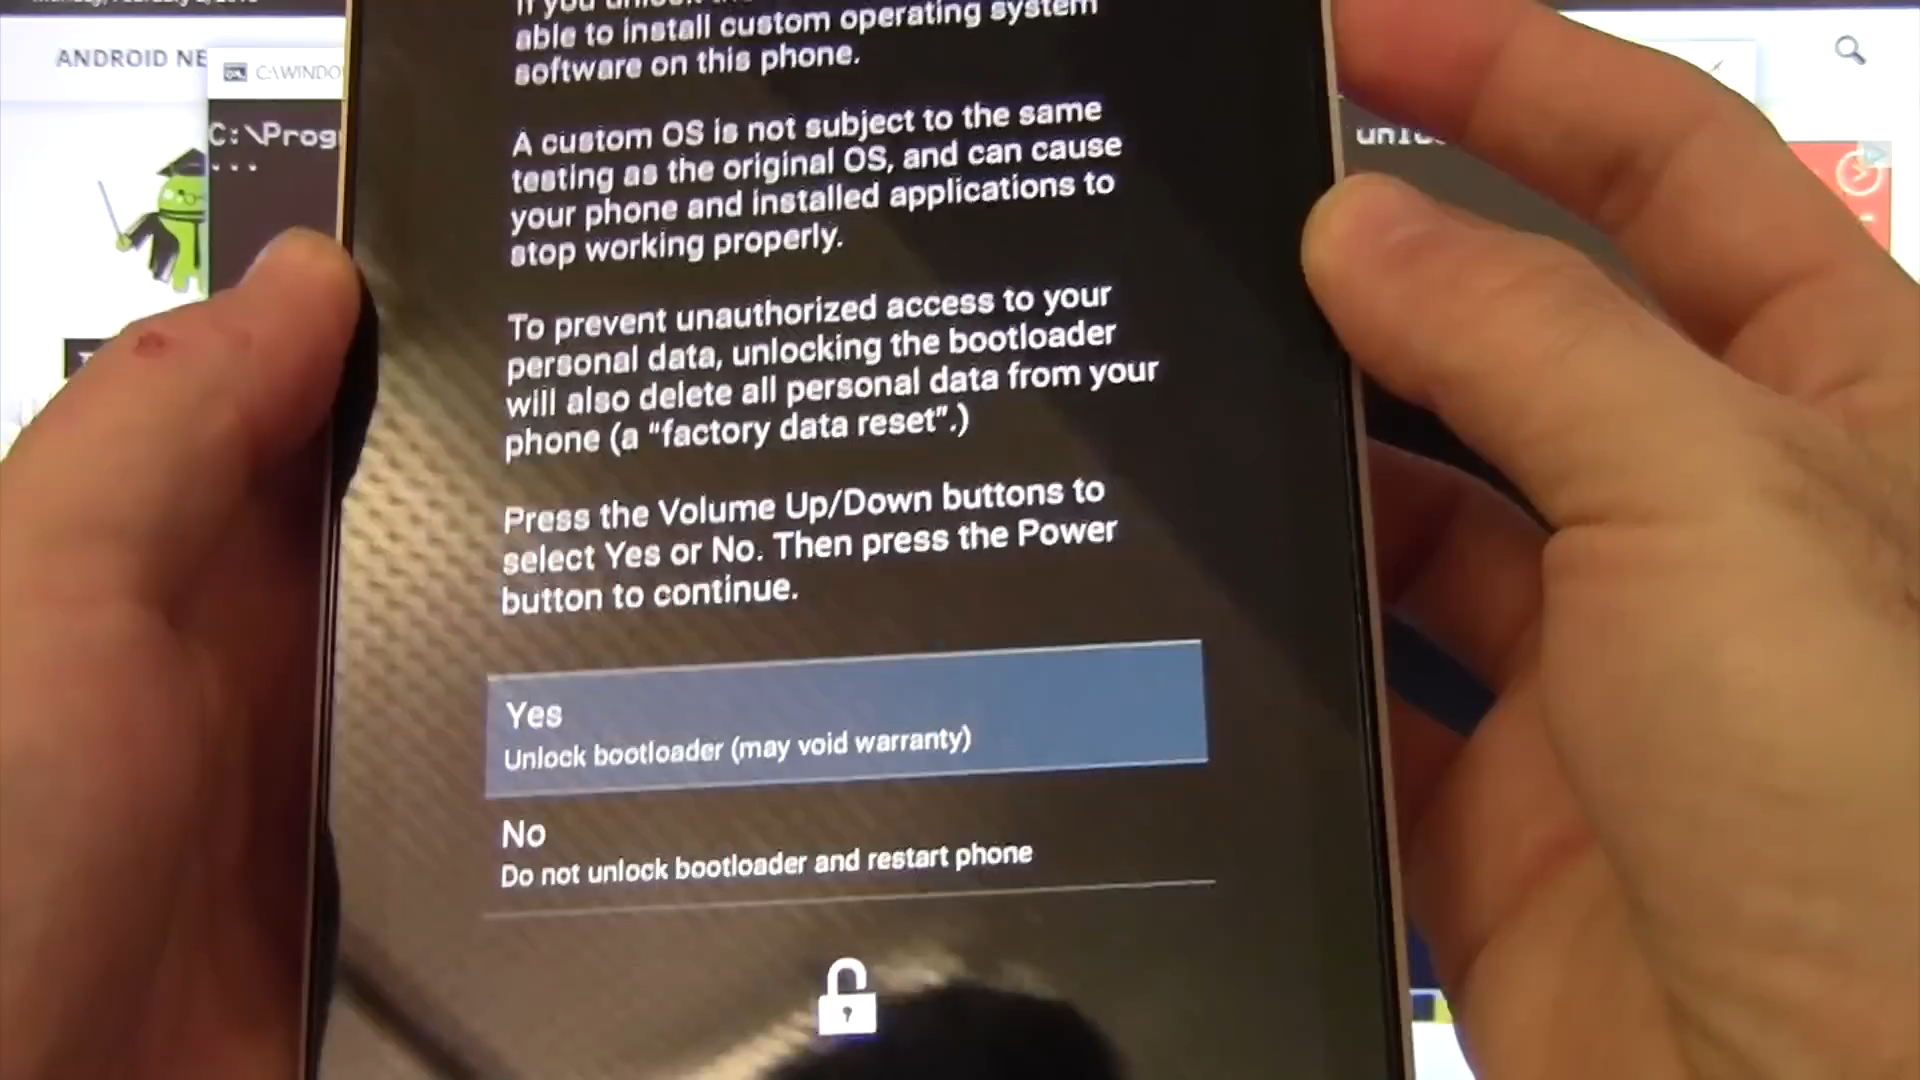 ANDROID NE
C:\WINDO
C:\Prog
...
If you
able to install custom operating system
software on this phone.
A custom OS is not subject to the same
testing as the original OS, and can cause
your phone and installed applications to
stop working properly.
To prevent unauthorized access to your
personal data, unlocking the bootloader
will also delete all personal data from your
phone (a "factory data reset".)
Press the Volume Up/Down buttons to
select Yes or No. Then press the Power
button to continue.
Yes
Unlock bootloader (may void warranty)
No
Do not unlock bootloader and restart phone